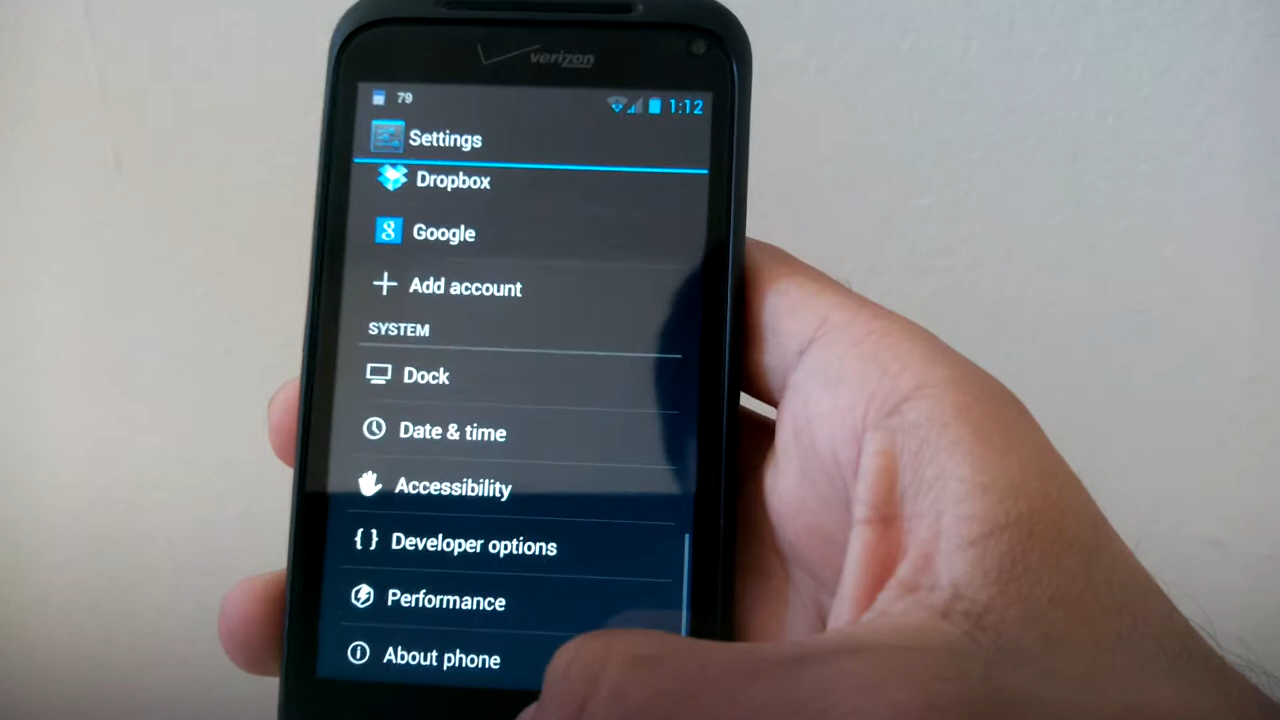 verizon
79 1:12
Settings
Dropbox
8 Google
Add account
SYSTEM
Dock
Date & time
Accessibility
{ } Developer options
Performance
About phone